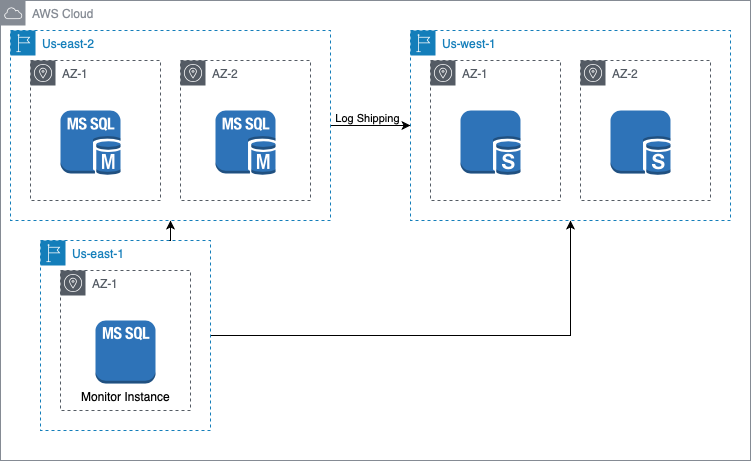 AWS Cloud
Us-east-2
AZ-1
AZ-2
MS SQL
M
MS SQL
M
Log Shipping
Us-west-1
AZ-1
AZ-2
S
S
Us-east-1
AZ-1
MS SQL
Monitor Instance